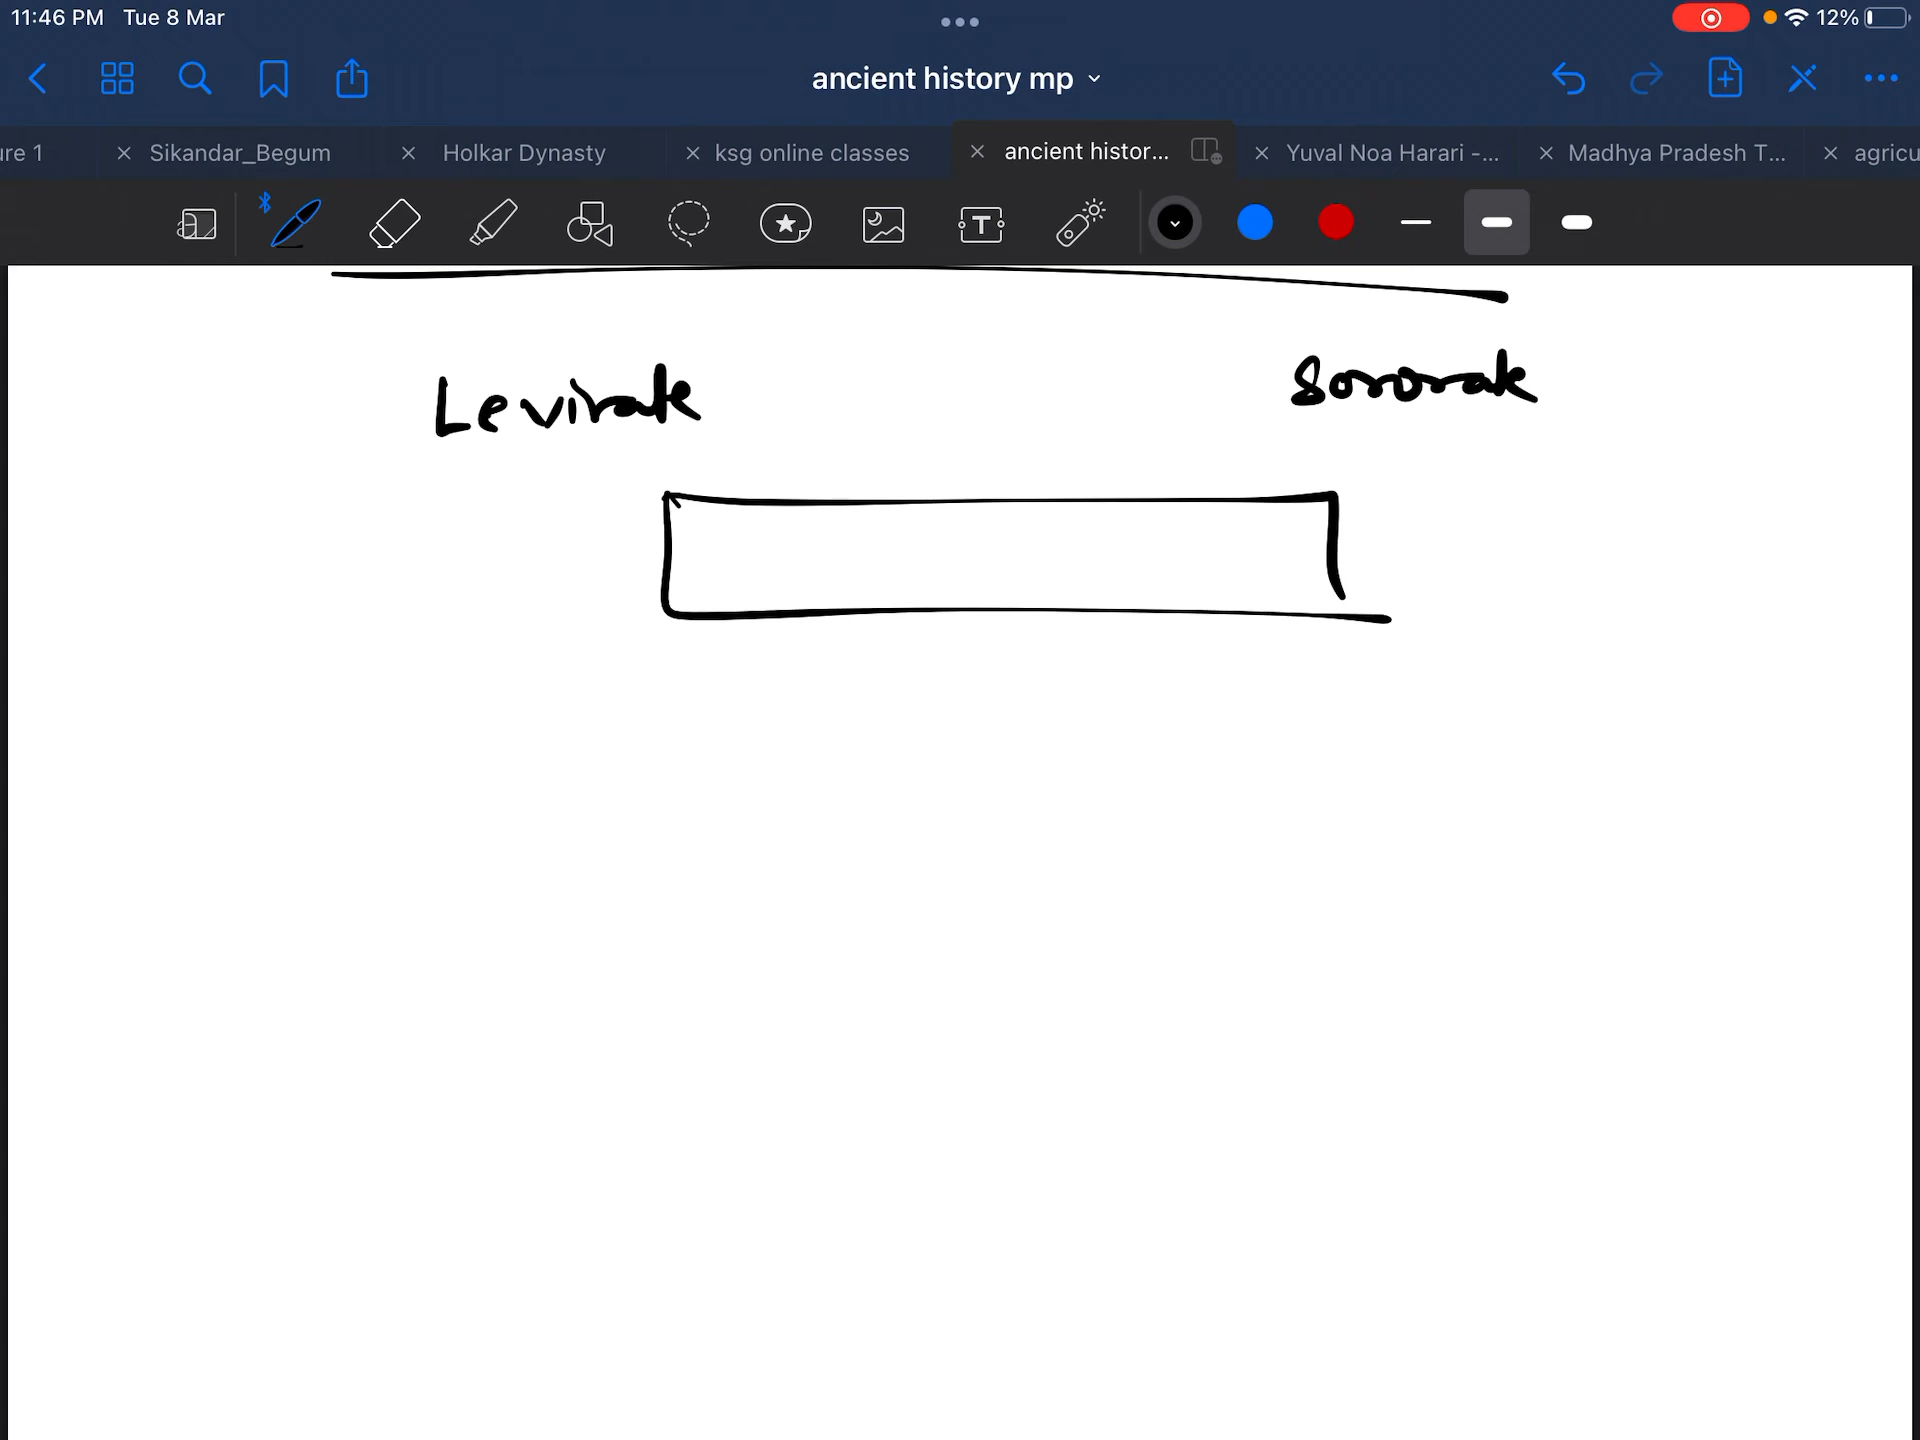 11:46 PM Tue 8 Mar 12%
ancient history mp
ure 1 Sikandar_Begum Holkar Dynasty ksg online classes ancient histor... Yuval Noa Harari -... Madhya Pradesh T... agricu
Levirate Sororate